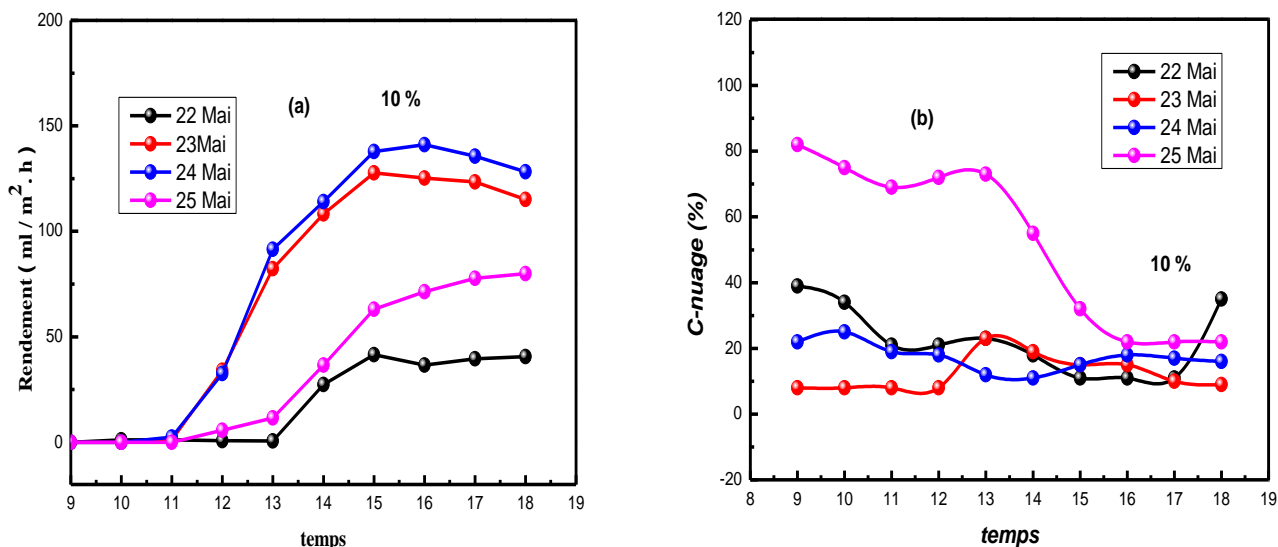 200
150
100
50
0
9 10 11 12 13 14 15 16 17 18 19
Rendement ( ml / m². h )
temps
(a) 10 %
22 Mai
23Mai
24 Mai
25 Mai
120
100
80
60
40
20
0
-20
8 9 10 11 12 13 14 15 16 17 18 19
C-nuage (%)
temps
(b)
10 %
22 Mai
23 Mai
24 Mai
25 Mai